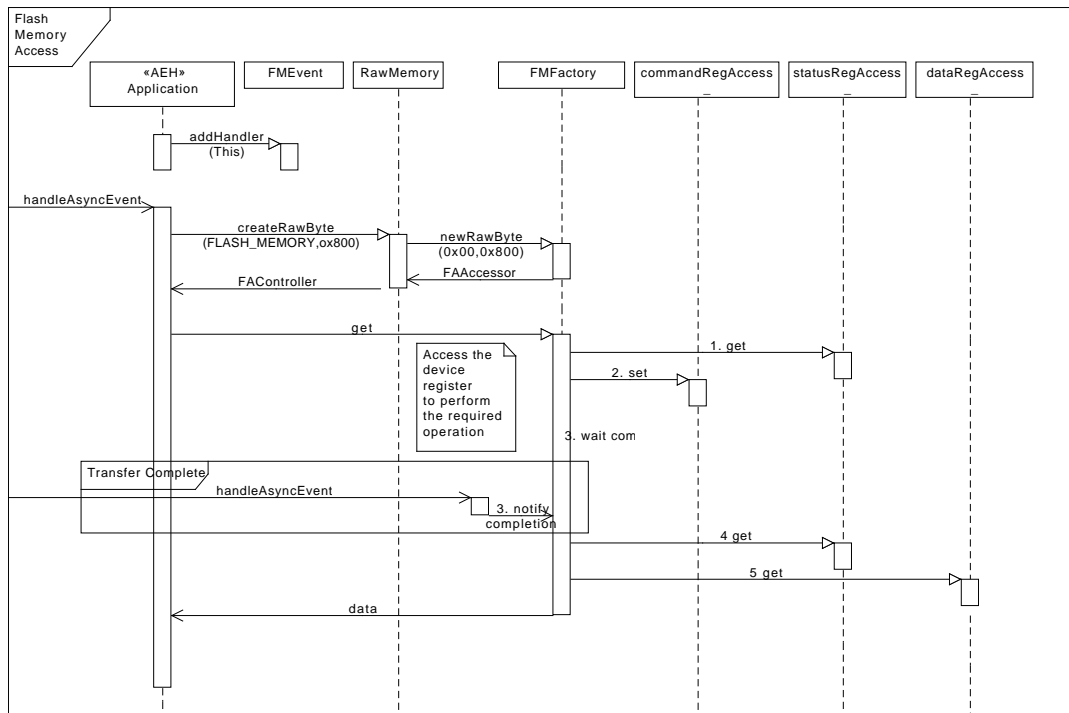 Flash
Memory
Access
«AEH»
Application
FMEvent
RawMemory
FMFactory
commandRegAccess
_
statusRegAccess
_
dataRegAccess
_
addHandler
(This)
handleAsyncEvent
createRawByte
(FLASH_MEMORY,ox800)
newRawByte
(0x00,0x800)
FAAccessor
FAController
get
Access the
device
register
to perform
the required
operation
1. get
2. set
3. wait com
Transfer Complete
handleAsyncEvent
3. notify
completion
4 get
5 get
data